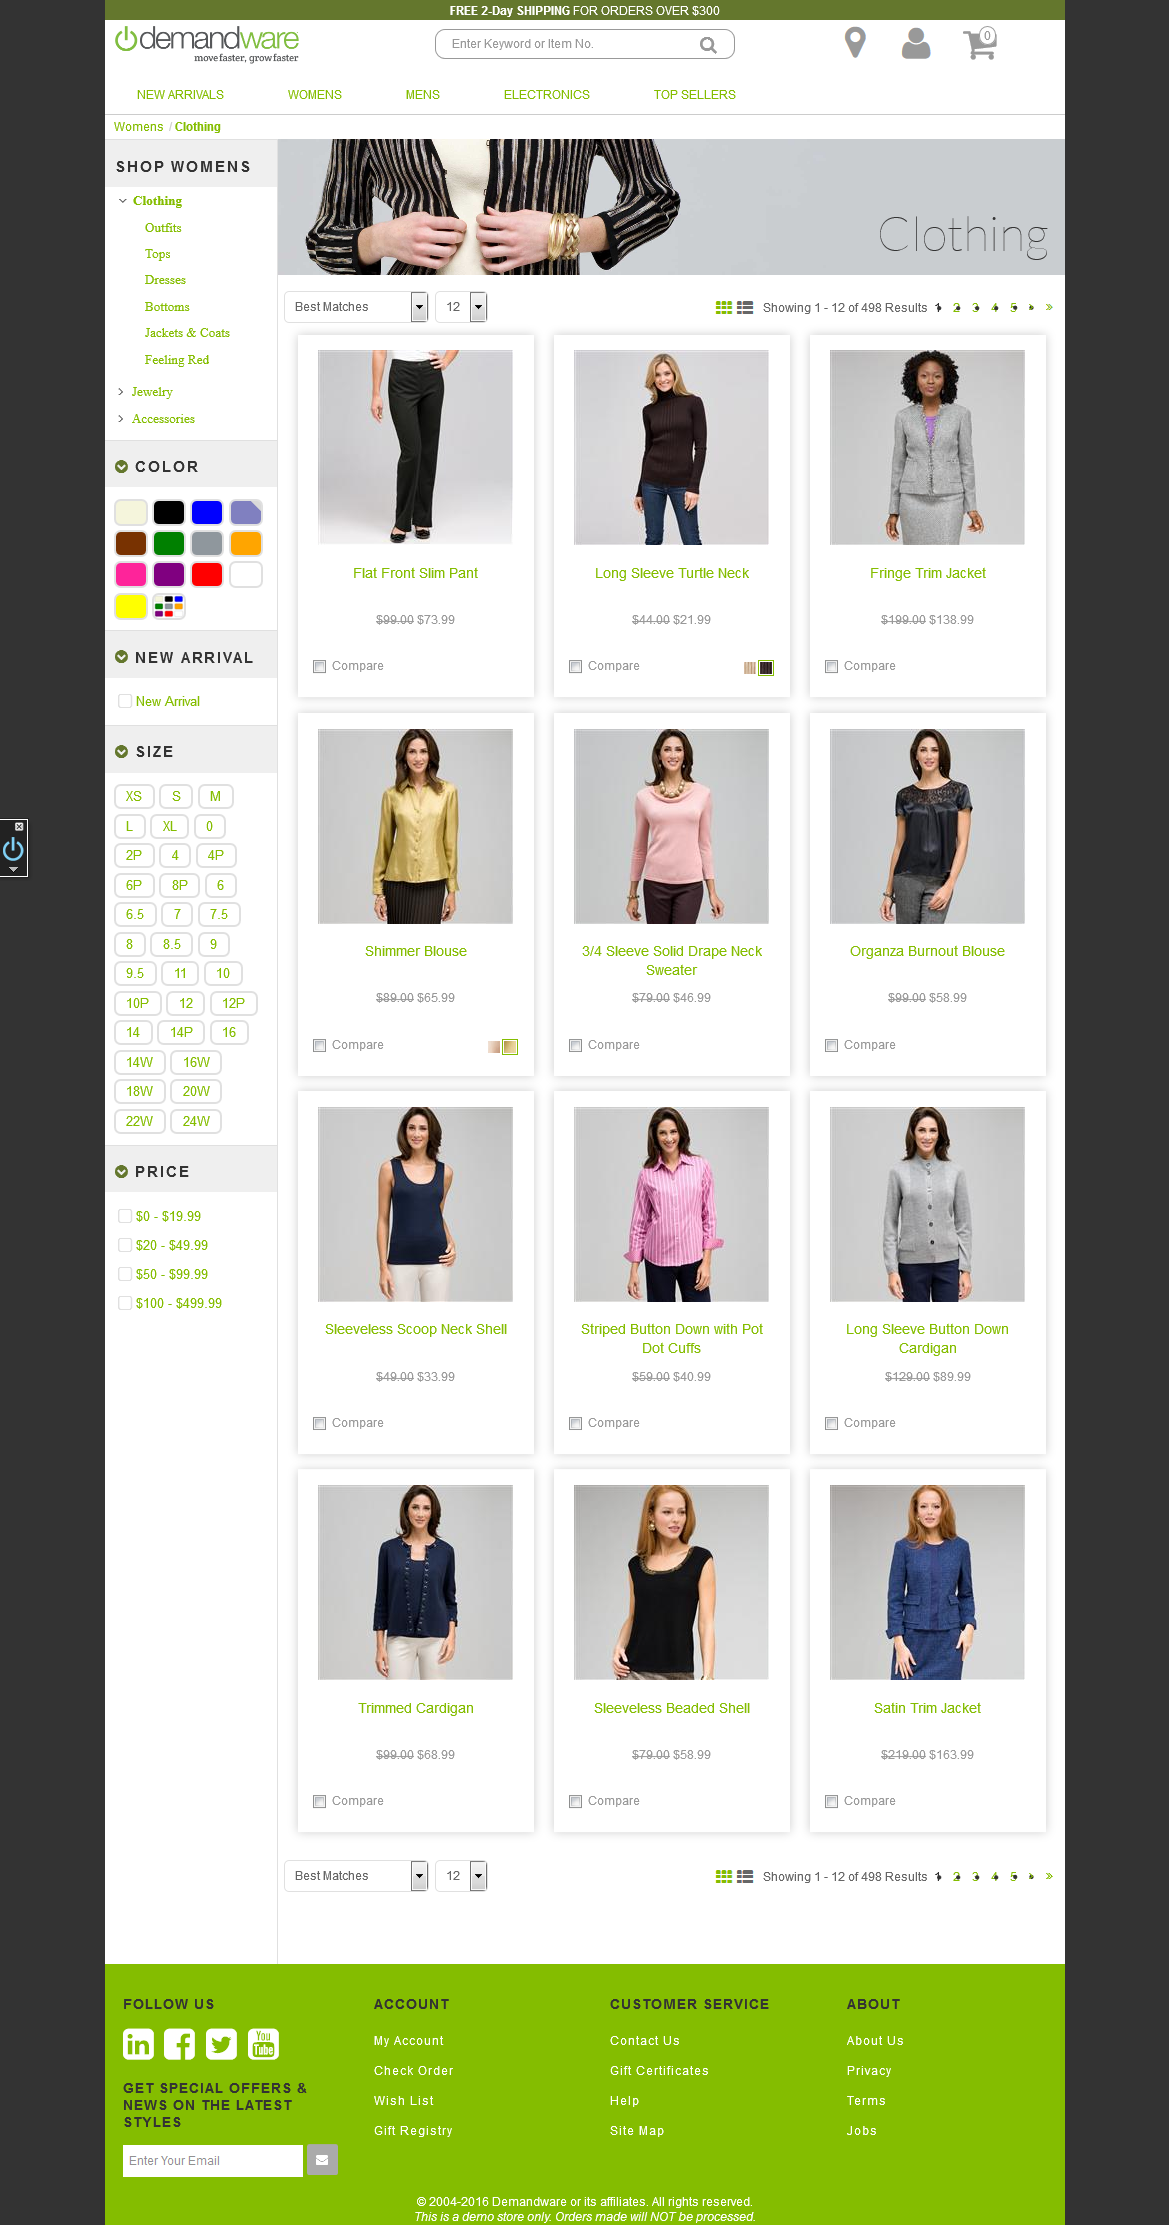 FREE 2-Day SHIPPING FOR ORDERS OVER $300
demandware
move faster, grow faster
Enter Keyword or Item No.
0
NEW ARRIVALS WOMENS MENS ELECTRONICS TOP SELLERS
Womens / Clothing
SHOP WOMENS
Clothing
Outfits
Tops
Dresses
Bottoms
Jackets & Coats
Feeling Red
Jewelry
Accessories
COLOR
NEW ARRIVAL
New Arrival
SIZE
XS S M
L XL 0
2P 4 4P
6P 8P 6
6.5 7 7.5
8 8.5 9
9.5 11 10
10P 12 12P
14 14P 16
14W 16W
18W 20W
22W 24W
PRICE
$0 - $19.99
$20 - $49.99
$50 - $99.99
$100 - $499.99
Clothing
Best Matches 12 Showing 1 - 12 of 498 Results 1 2 3 4 5 › »
Flat Front Slim Pant
$99.00 $73.99
Compare
Long Sleeve Turtle Neck
$44.00 $21.99
Compare
Fringe Trim Jacket
$199.00 $138.99
Compare
Shimmer Blouse
$89.00 $65.99
Compare
3/4 Sleeve Solid Drape Neck
Sweater
$79.00 $46.99
Compare
Organza Burnout Blouse
$99.00 $58.99
Compare
Sleeveless Scoop Neck Shell
$49.00 $33.99
Compare
Striped Button Down with Pot
Dot Cuffs
$59.00 $40.99
Compare
Long Sleeve Button Down
Cardigan
$129.00 $89.99
Compare
Trimmed Cardigan
$99.00 $68.99
Compare
Sleeveless Beaded Shell
$79.00 $58.99
Compare
Satin Trim Jacket
$219.00 $163.99
Compare
Best Matches 12 Showing 1 - 12 of 498 Results 1 2 3 4 5 › »
FOLLOW US
You
Tube
GET SPECIAL OFFERS &
NEWS ON THE LATEST
STYLES
Enter Your Email
ACCOUNT
My Account
Check Order
Wish List
Gift Registry
CUSTOMER SERVICE
Contact Us
Gift Certificates
Help
Site Map
ABOUT
About Us
Privacy
Terms
Jobs
© 2004-2016 Demandware or its affiliates. All rights reserved.
This is a demo store only. Orders made will NOT be processed.